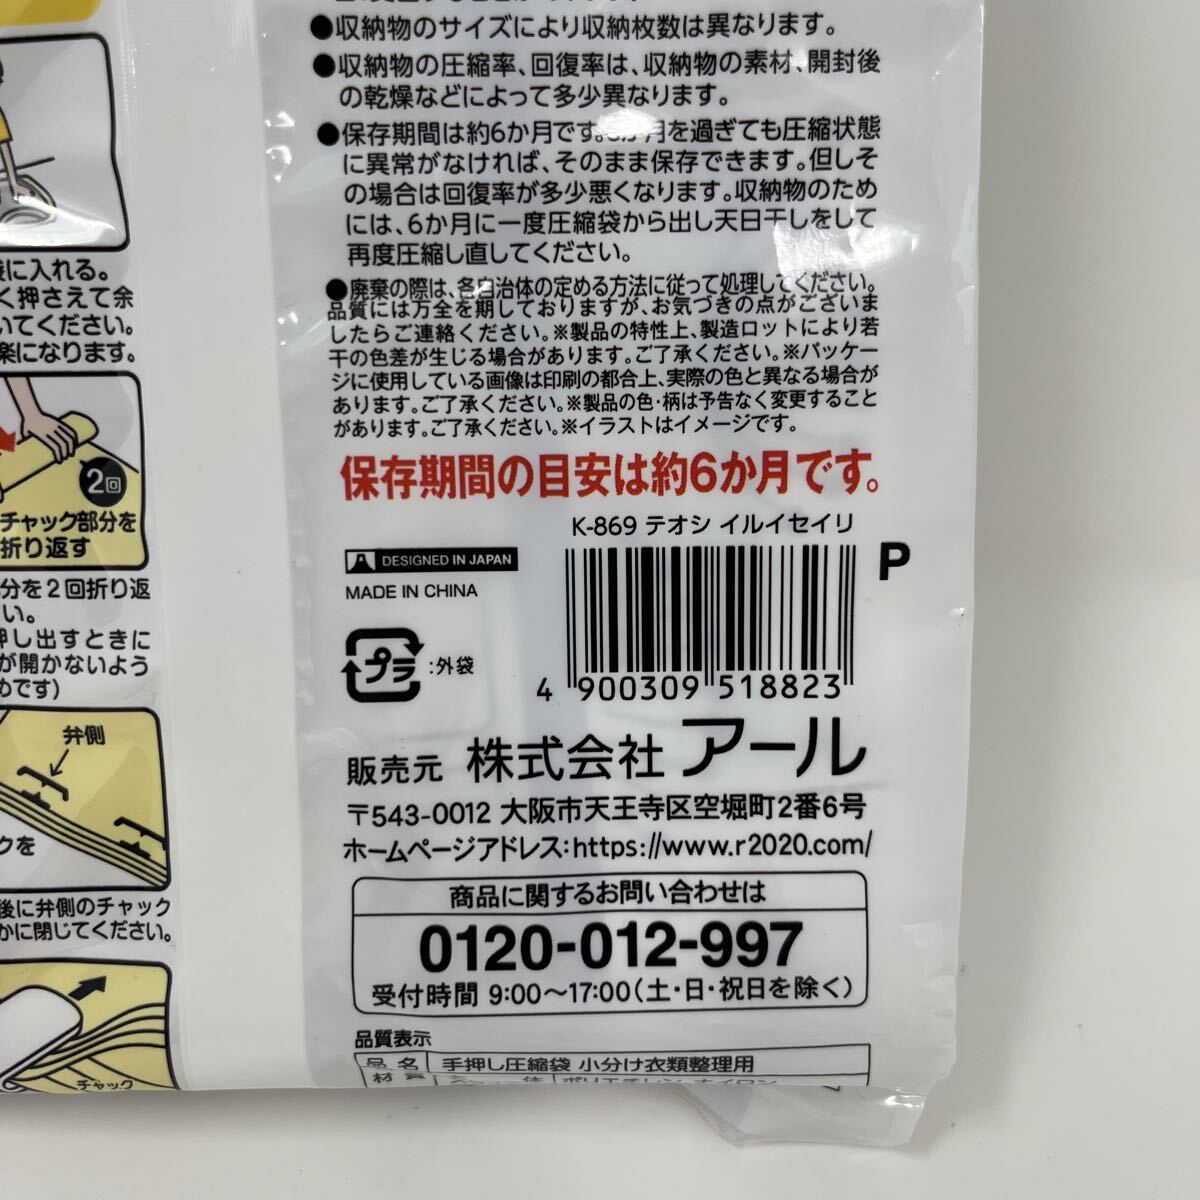 ●収納物のサイズにより収納枚数は異なります。
●収納物の圧縮率、回復率は、収納物の素材、開封後
の乾燥などによって多少異なります。
●保存期間は約6か月です。6か月を過ぎても圧縮状態
に異常がなければ、そのまま保存できます。但しそ
の場合は回復率が多少悪くなります。収納物のため
には、6か月に一度圧縮袋から出し天日干しをして
再度圧縮し直してください。
●廃棄の際は、各自治体の定める方法に従って処理してください。
品質には万全を期しておりますが、お気づきの点がございま
したらご連絡ください。※製品の特性上、製造ロットにより若
干の色差が生じる場合があります。ご了承ください。※パッケー
ジに使用している画像は印刷の都合上、実際の色と異なる場合が
あります。ご了承ください。※製品の色・柄は予告なく変更すること
があります。ご了承ください。※イラストはイメージです。
保存期間の目安は約6か月です。
K-869 テオシ イルイセイリ
DESIGNED IN JAPAN
MADE IN CHINA
P
プラ :外袋
4 900309 518823
販売元 株式会社 アール
〒543-0012 大阪市天王寺区空堀町2番6号
ホームページアドレス:https://www.r2020.com/
商品に関するお問い合わせは
0120-012-997
受付時間 9:00〜17:00(土・日・祝日を除く)
品質表示
品名 手押し圧縮袋 小分け衣類整理用
材質
に入れる。
く押さえて余
いてください。
楽になります。
2回
チャック部分を
折り返す
分を2回折り返
い。
押し出すときに
が開かないよう
めです)
弁側
クを
後に弁側のチャック
かに閉じてください。
チャック